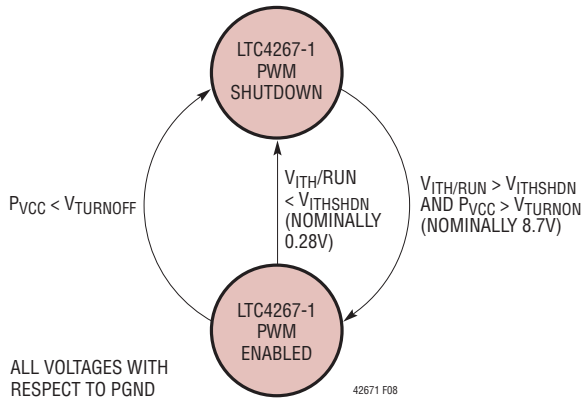 LTC4267-1
PWM
SHUTDOWN
PVCC < VTURNOFF
VITH/RUN
< VITHSHDN
(NOMINALLY
0.28V)
VITH/RUN > VITHSHDN
AND PVCC > VTURNON
(NOMINALLY 8.7V)
LTC4267-1
PWM
ENABLED
ALL VOLTAGES WITH
RESPECT TO PGND
42671 F08